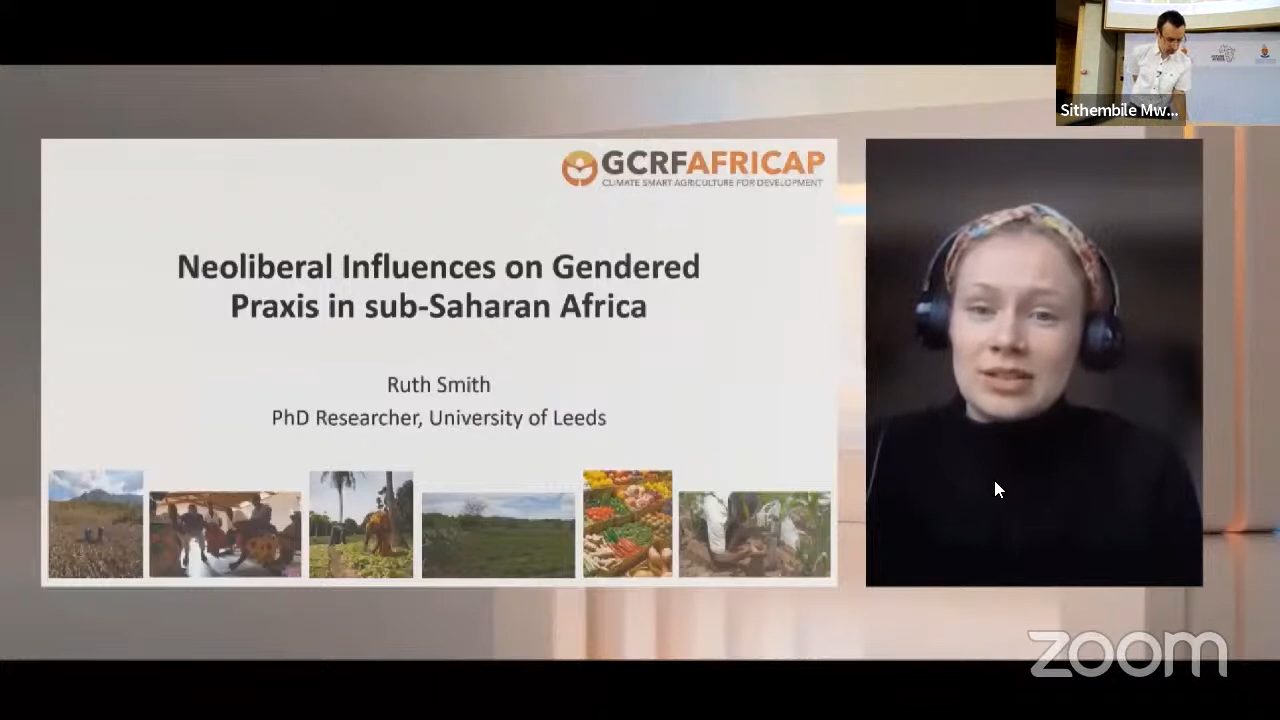 Sithembile Mw...
GCRFAFRICAP
CLIMATE SMART AGRICULTURE FOR DEVELOPMENT
Neoliberal Influences on Gendered
Praxis in sub-Saharan Africa
Ruth Smith
PhD Researcher, University of Leeds
zoom